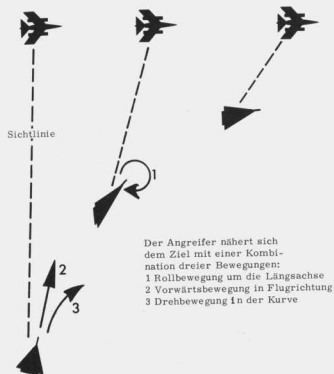 Sichtlinie
1
2
3
Der Angreifer nähert sich
dem Ziel mit einer Kombi-
nation dreier Bewegungen:
1 Rollbewegung um die Längsachse
2 Vorwärtsbewegung in Flugrichtung
3 Drehbewegung in der Kurve